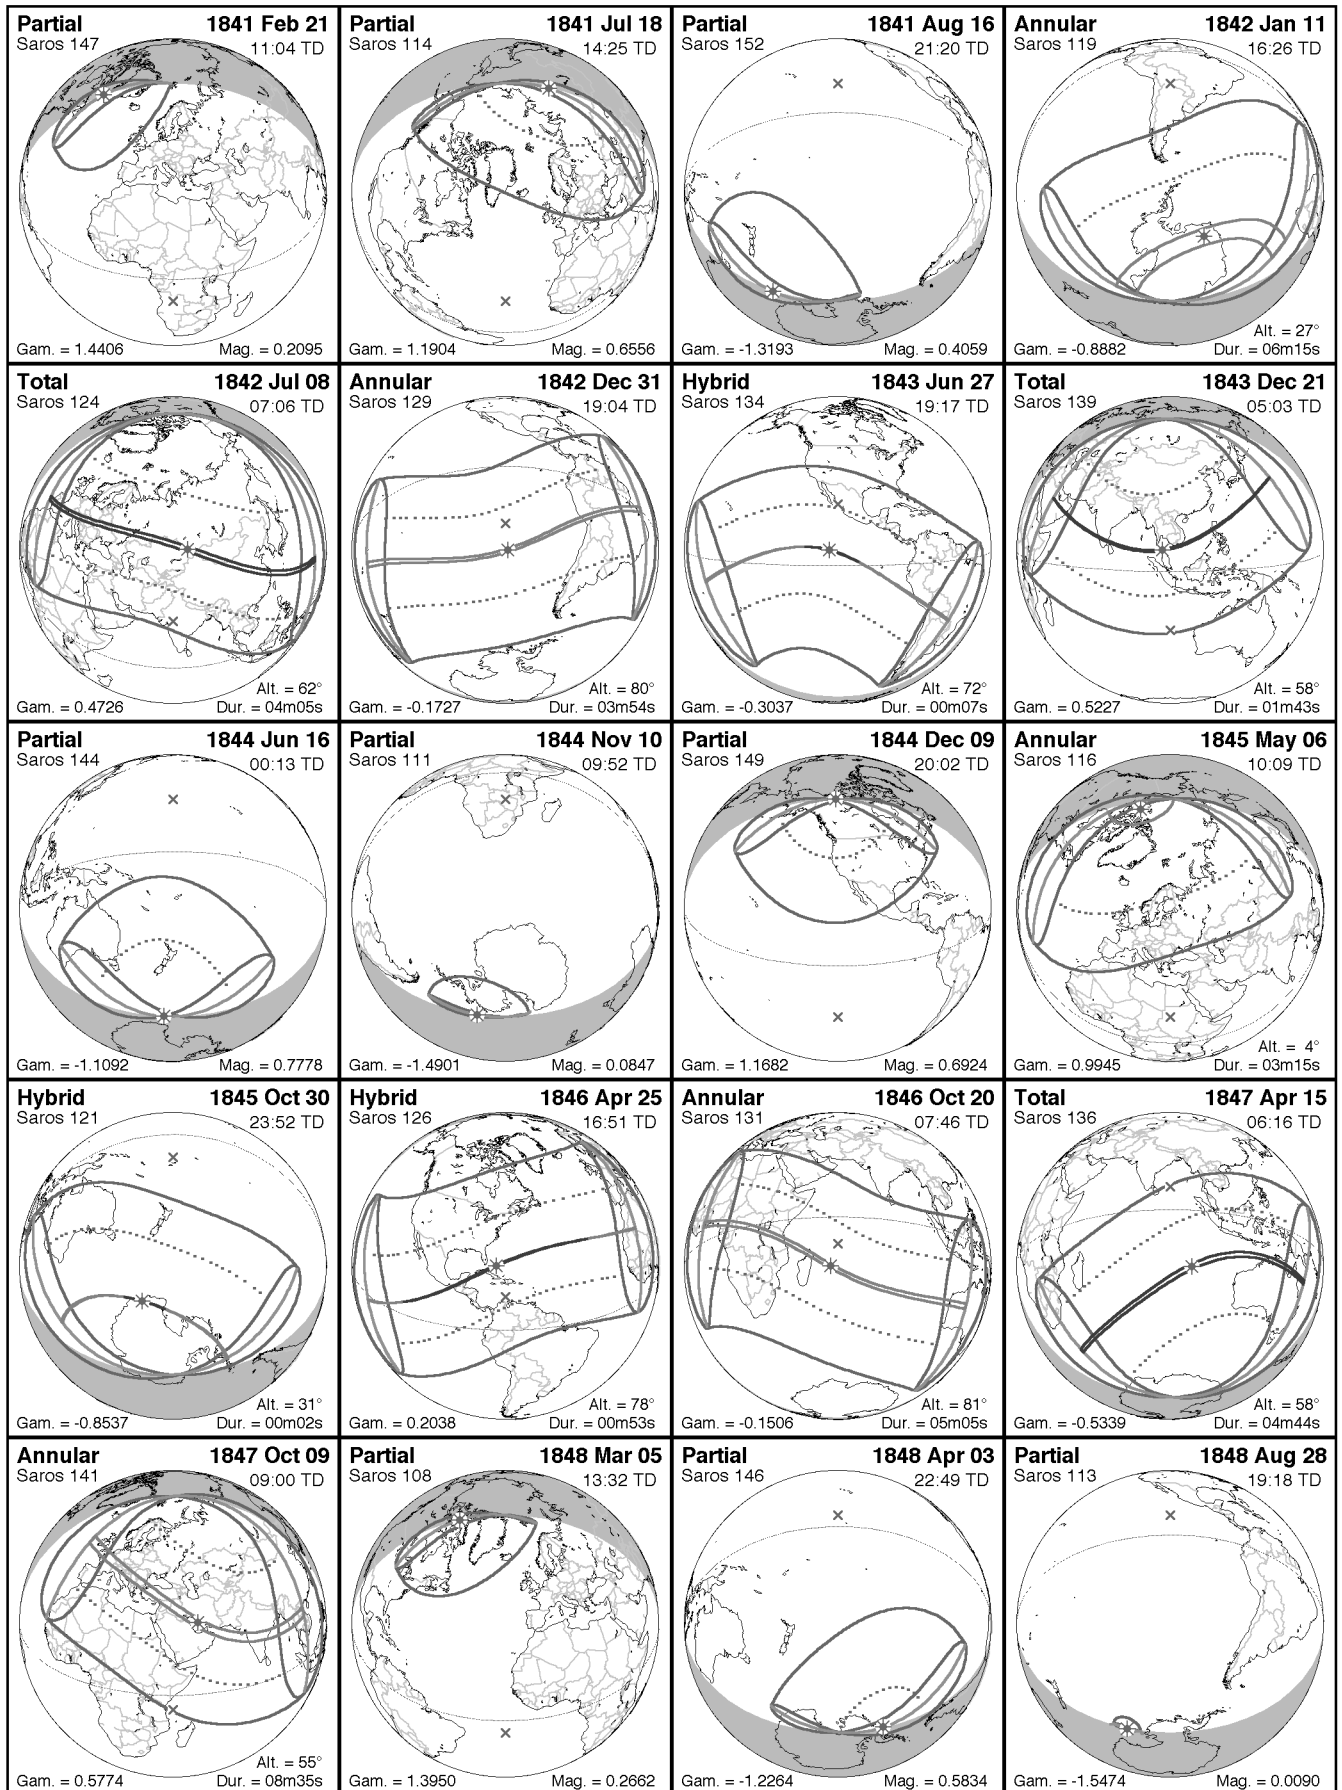 Partial 1841 Feb 21
Saros 147 11:04 TD
Gam. = 1.4406 Mag. = 0.2095
Partial 1841 Jul 18
Saros 114 14:25 TD
Gam. = 1.1904 Mag. = 0.6556
Partial 1841 Aug 16
Saros 152 21:20 TD
Gam. = -1.3193 Mag. = 0.4059
Annular 1842 Jan 11
Saros 119 16:26 TD
Alt. = 27°
Gam. = -0.8882 Dur. = 06m15s
Total 1842 Jul 08
Saros 124 07:06 TD
Alt. = 62°
Gam. = 0.4726 Dur. = 04m05s
Annular 1842 Dec 31
Saros 129 19:04 TD
Alt. = 80°
Gam. = -0.1727 Dur. = 03m54s
Hybrid 1843 Jun 27
Saros 134 19:17 TD
Alt. = 72°
Gam. = -0.3037 Dur. = 00m07s
Total 1843 Dec 21
Saros 139 05:03 TD
Alt. = 58°
Gam. = 0.5227 Dur. = 01m43s
Partial 1844 Jun 16
Saros 144 00:13 TD
Gam. = -1.1092 Mag. = 0.7778
Partial 1844 Nov 10
Saros 111 09:52 TD
Gam. = -1.4901 Mag. = 0.0847
Partial 1844 Dec 09
Saros 149 20:02 TD
Gam. = 1.1682 Mag. = 0.6924
Annular 1845 May 06
Saros 116 10:09 TD
Alt. = 4°
Gam. = 0.9945 Dur. = 03m15s
Hybrid 1845 Oct 30
Saros 121 23:52 TD
Alt. = 31°
Gam. = -0.8537 Dur. = 00m02s
Hybrid 1846 Apr 25
Saros 126 16:51 TD
Alt. = 78°
Gam. = 0.2038 Dur. = 00m53s
Annular 1846 Oct 20
Saros 131 07:46 TD
Alt. = 81°
Gam. = -0.1506 Dur. = 05m05s
Total 1847 Apr 15
Saros 136 06:16 TD
Alt. = 58°
Gam. = -0.5339 Dur. = 04m44s
Annular 1847 Oct 09
Saros 141 09:00 TD
Alt. = 55°
Gam. = 0.5774 Dur. = 08m35s
Partial 1848 Mar 05
Saros 108 13:32 TD
Gam. = 1.3950 Mag. = 0.2662
Partial 1848 Apr 03
Saros 146 22:49 TD
Gam. = -1.2264 Mag. = 0.5834
Partial 1848 Aug 28
Saros 113 19:18 TD
Gam. = -1.5474 Mag. = 0.0090